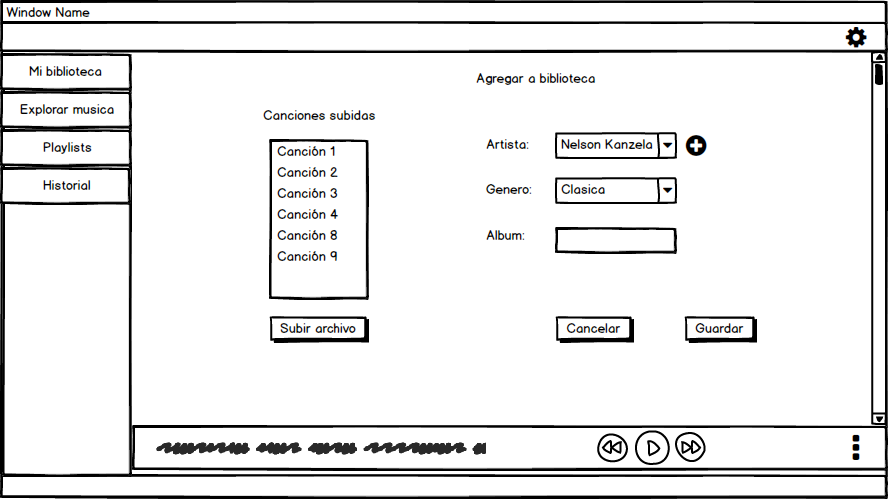 Window Name
Mi biblioteca
Explorar musica
Playlists
Historial
Agregar a biblioteca
Canciones subidas
Canción 1
Canción 2
Canción 3
Canción 4
Canción 8
Canción 9
Subir archivo
Artista: Nelson Kanzela
Genero: Clasica
Album:
Cancelar Guardar